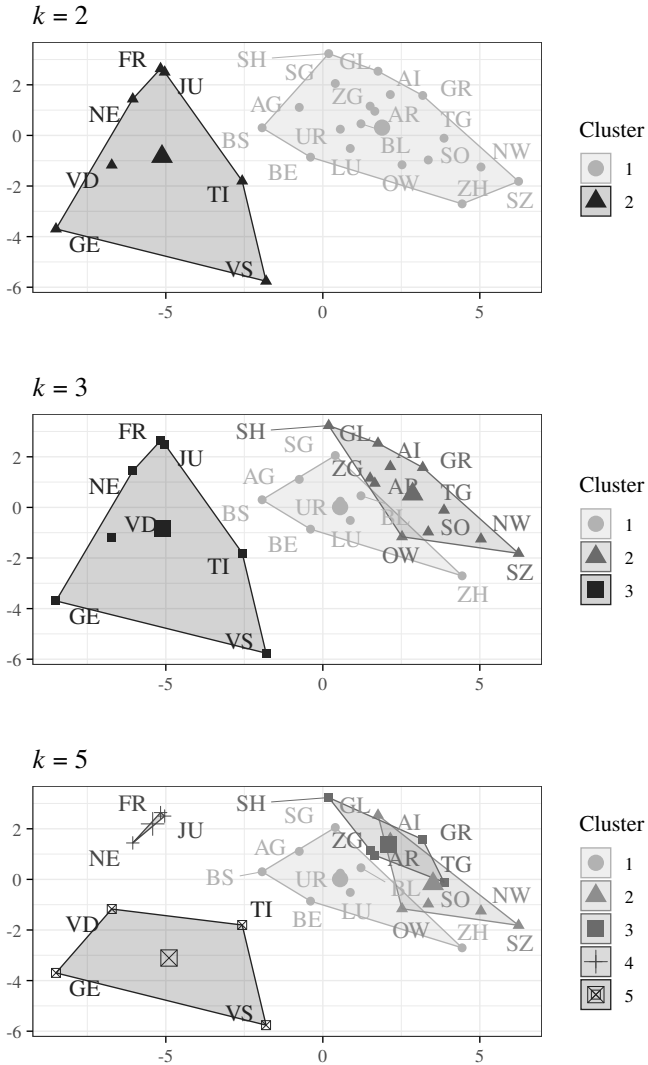 k = 2
FR
SH
GL
SG
JU
AI
GR
2
NE
AG
ZG
AR
TG
0
BS
UR
BL
SO
NW
VD
BE
LU
OW
-2
TI
ZH
SZ
-4
GE
VS
-6
-5 0 5
Cluster
1
2
k = 3
FR
SH
GL
SG
JU
AI
GR
2
NE
AG
ZG
AR
TG
0
BS
VD
UR
BL
SO
NW
BE
LU
OW
-2
TI
SZ
ZH
-4
GE
VS
-6
-5 0 5
Cluster
1
2
3
k = 5
FR
SH
GL
SG
JU
AI
GR
2
NE
AG
ZG
AR
TG
0
BS
UR
BL
SO
NW
VD
TI
BE
LU
OW
-2
ZH
SZ
-4
GE
VS
-6
-5 0 5
Cluster
1
2
3
4
5